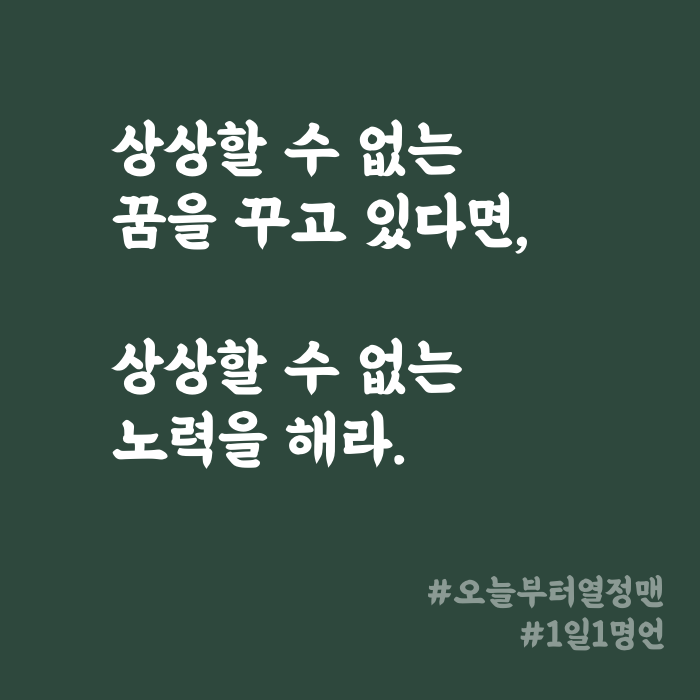 상상할 수 없는
꿈을 꾸고 있다면,
상상할 수 없는
노력을 해라.
#오늘부터열정맨
#1일1명언